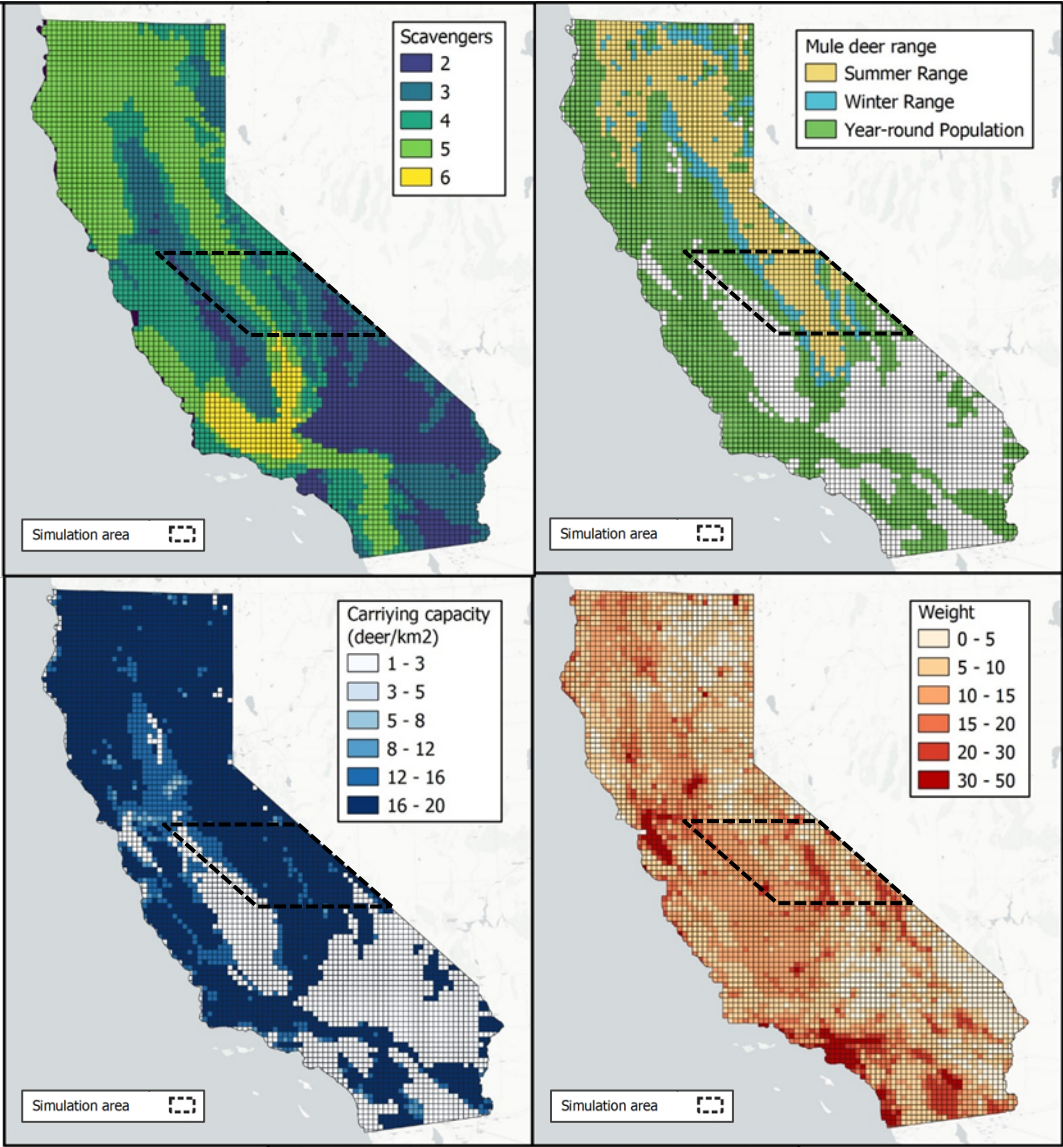 Scavengers
2
3
4
5
6
Simulation area
Mule deer range
Summer Range
Winter Range
Year-round Population
Simulation area
Carrying capacity
(deer/km2)
1 - 3
3 - 5
5 - 8
8 - 12
12 - 16
16 - 20
Simulation area
Weight
0 - 5
5 - 10
10 - 15
15 - 20
20 - 30
30 - 50
Simulation area